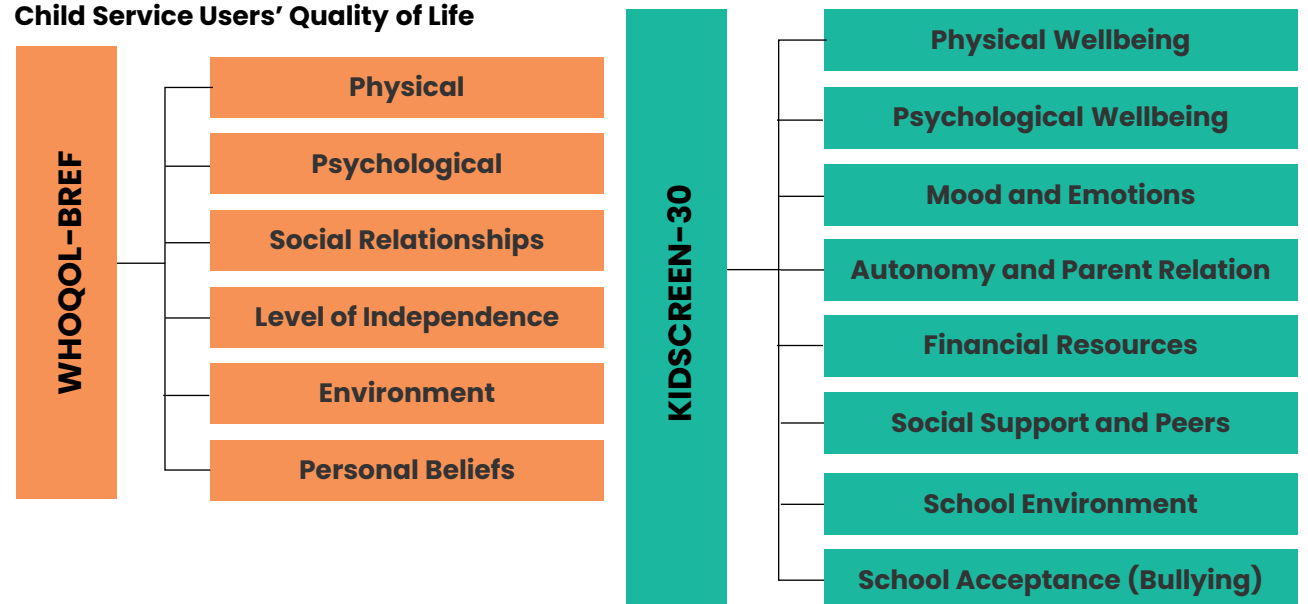 Child Service Users’ Quality of Life
WHOQOL-BREF
Physical
Psychological
Social Relationships
Level of Independence
Environment
Personal Beliefs
KIDSCREEN-30
Physical Wellbeing
Psychological Wellbeing
Mood and Emotions
Autonomy and Parent Relation
Financial Resources
Social Support and Peers
School Environment
School Acceptance (Bullying)